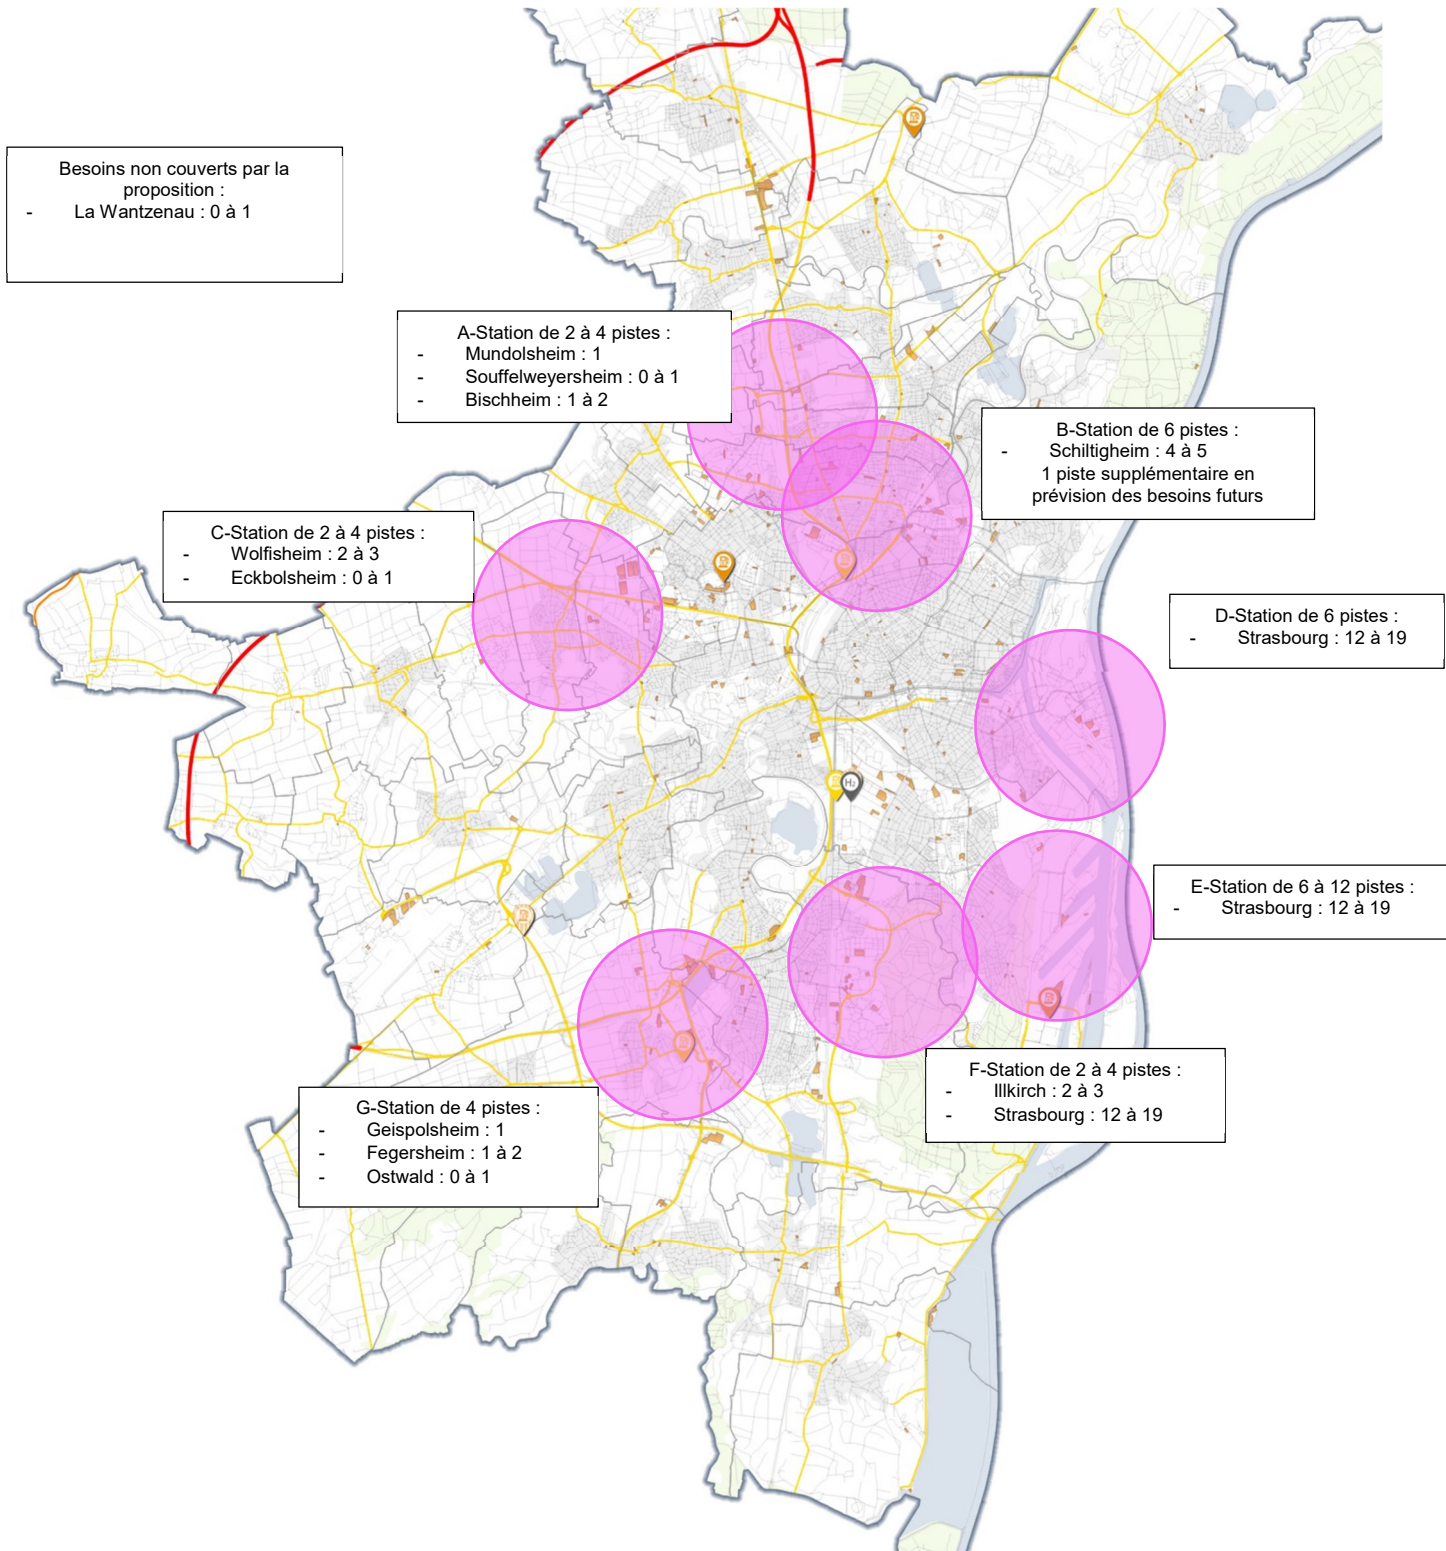 Besoins non couverts par la
proposition :
- La Wantzenau : 0 à 1
A-Station de 2 à 4 pistes :
- Mundolsheim : 1
- Souffelweyersheim : 0 à 1
- Bischheim : 1 à 2
B-Station de 6 pistes :
- Schiltigheim : 4 à 5
1 piste supplémentaire en
prévision des besoins futurs
C-Station de 2 à 4 pistes :
- Wolfisheim : 2 à 3
- Eckbolsheim : 0 à 1
D-Station de 6 pistes :
- Strasbourg : 12 à 19
H₂
E-Station de 6 à 12 pistes :
- Strasbourg : 12 à 19
F-Station de 2 à 4 pistes :
- Illkirch : 2 à 3
- Strasbourg : 12 à 19
G-Station de 4 pistes :
- Geispolsheim : 1
- Fegersheim : 1 à 2
- Ostwald : 0 à 1